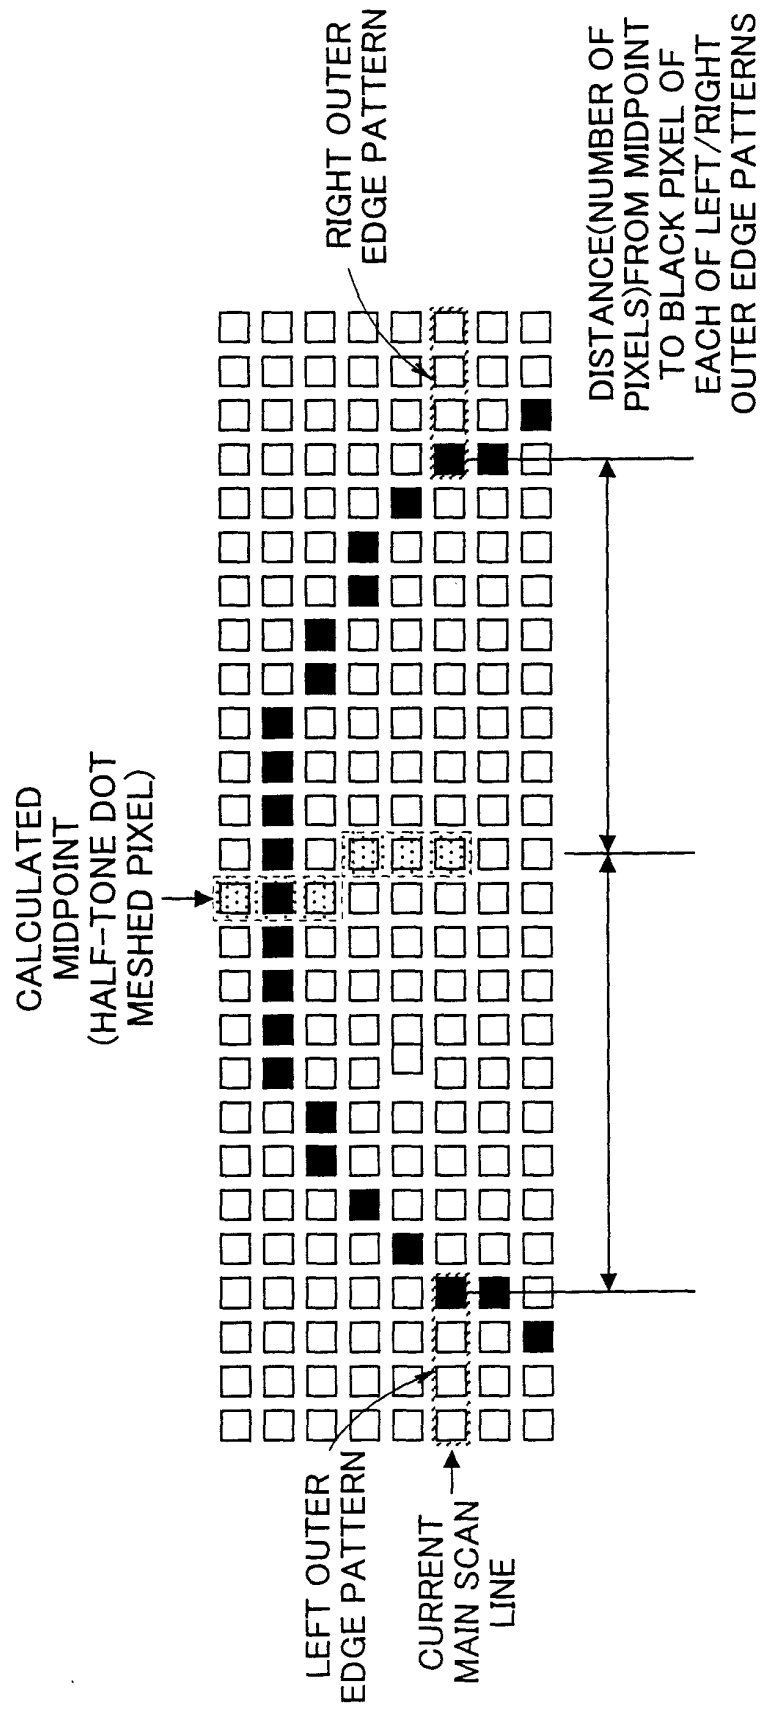 CALCULATED
MIDPOINT
(HALF-TONE DOT
MESHED PIXEL)
RIGHT OUTER
EDGE PATTERN
LEFT OUTER
EDGE PATTERN
CURRENT
MAIN SCAN
LINE
DISTANCE(NUMBER OF
PIXELS)FROM MIDPOINT
TO BLACK PIXEL OF
EACH OF LEFT/RIGHT
OUTER EDGE PATTERNS